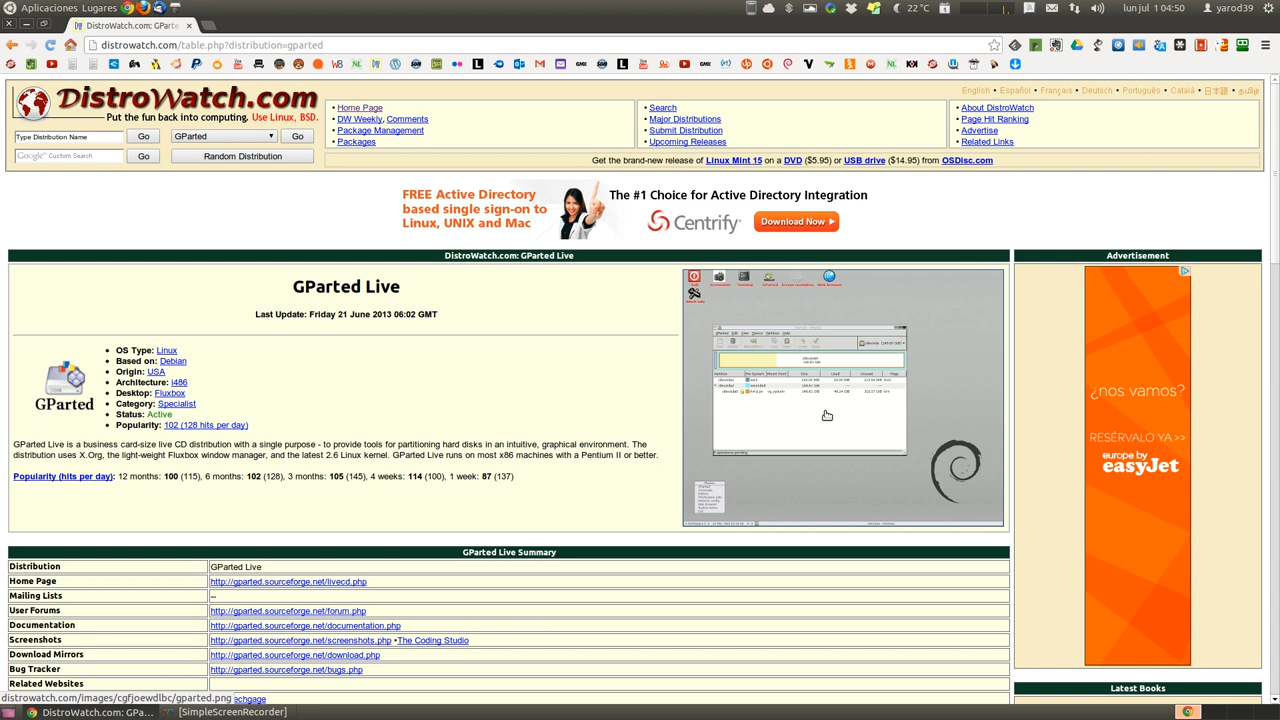 Aplicaciones Lugares
22 °C
lun jul 1 04:50
yarod39
DistroWatch.com: GParte
distrowatch.com/table.php?distribution=gparted
DistroWatch.com
Put the fun back into computing. Use Linux, BSD.
Type Distribution Name Go GParted Go
Google™ Custom Search Go Random Distribution
English • Español • Français • Deutsch • Português • Català • 日本語 • தமிழ்
• Home Page
• DW Weekly, Comments
• Package Management
• Packages
• Search
• Major Distributions
• Submit Distribution
• Upcoming Releases
• About DistroWatch
• Page Hit Ranking
• Advertise
• Related Links
Get the brand-new release of Linux Mint 15 on a DVD ($5.95) or USB drive ($14.95) from OSDisc.com
FREE Active Directory
based single sign-on to
Linux, UNIX and Mac
The #1 Choice for Active Directory Integration
Centrify
Download Now
DistroWatch.com: GParted Live
GParted Live
Last Update: Friday 21 June 2013 06:02 GMT
GParted
• OS Type: Linux
• Based on: Debian
• Origin: USA
• Architecture: i486
• Desktop: Fluxbox
• Category: Specialist
• Status: Active
• Popularity: 102 (128 hits per day)
GParted Live is a business card-size live CD distribution with a single purpose - to provide tools for partitioning hard disks in an intuitive, graphical environment. The
distribution uses X.Org, the light-weight Fluxbox window manager, and the latest 2.6 Linux kernel. GParted Live runs on most x86 machines with a Pentium II or better.
Popularity (hits per day): 12 months: 100 (115), 6 months: 102 (128), 3 months: 105 (145), 4 weeks: 114 (100), 1 week: 87 (137)
Advertisement
¿nos vamos?
RESÉRVALO YA>>
europe by
easyJet
GParted Live Summary
Distribution GParted Live
Home Page http://gparted.sourceforge.net/livecd.php
Mailing Lists --
User Forums http://gparted.sourceforge.net/forum.php
Documentation http://gparted.sourceforge.net/documentation.php
Screenshots http://gparted.sourceforge.net/screenshots.php •The Coding Studio
Download Mirrors http://gparted.sourceforge.net/download.php
Bug Tracker http://gparted.sourceforge.net/bugs.php
Related Websites
Latest Books
distrowatch.com/images/cgfjoewdlbc/gparted.png
echgage
DistroWatch.com: GPa...
[SimpleScreenRecorder]